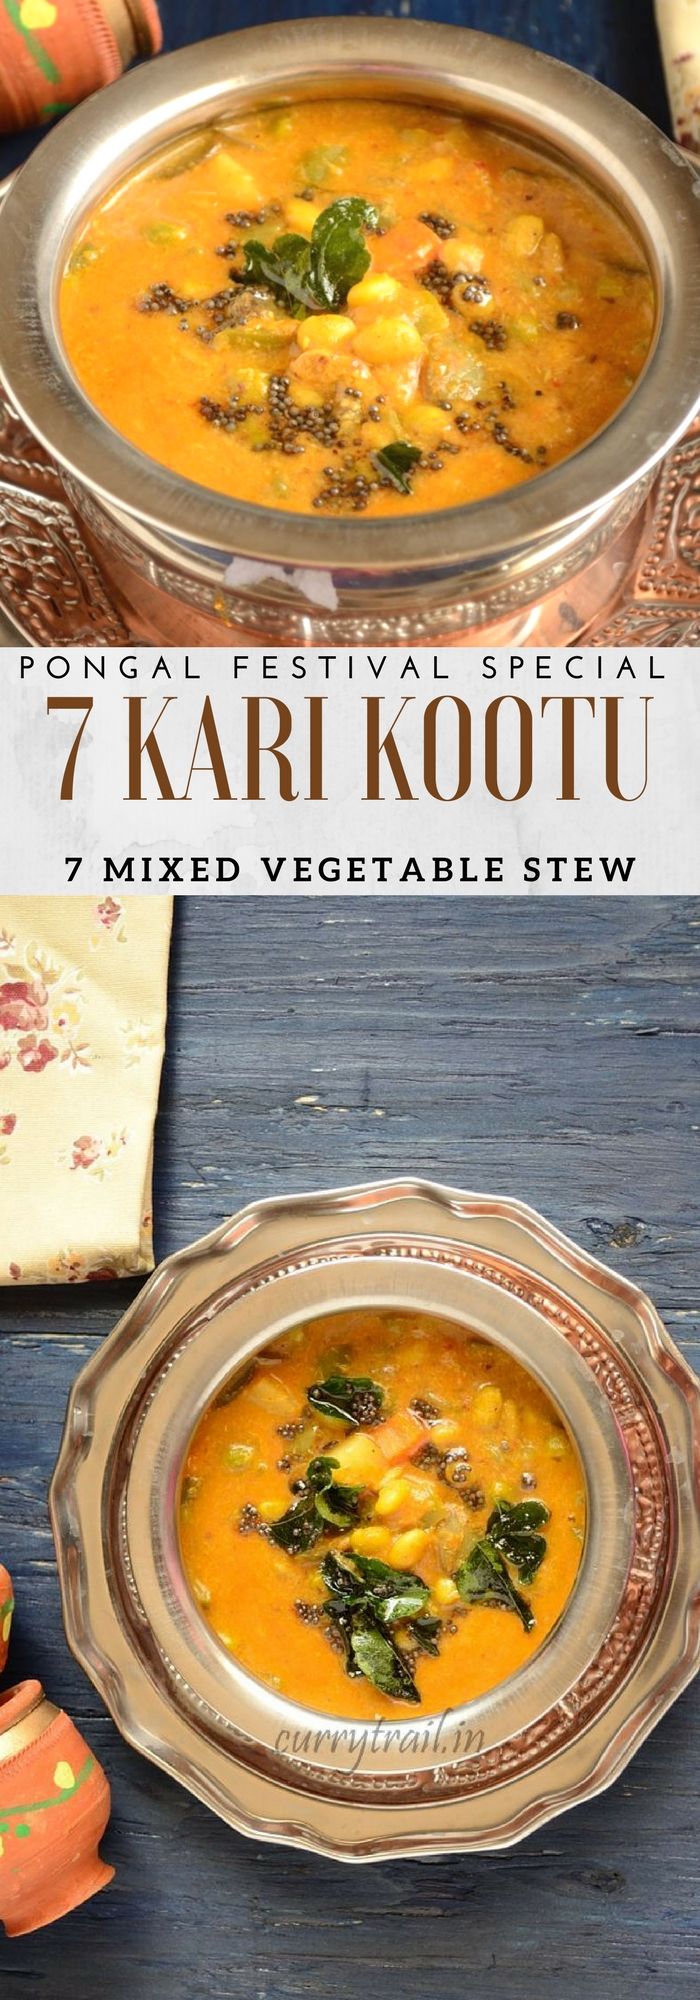 PONGAL FESTIVAL SPECIAL
7 KARI KOOTU
7 MIXED VEGETABLE STEW
currytrail.in